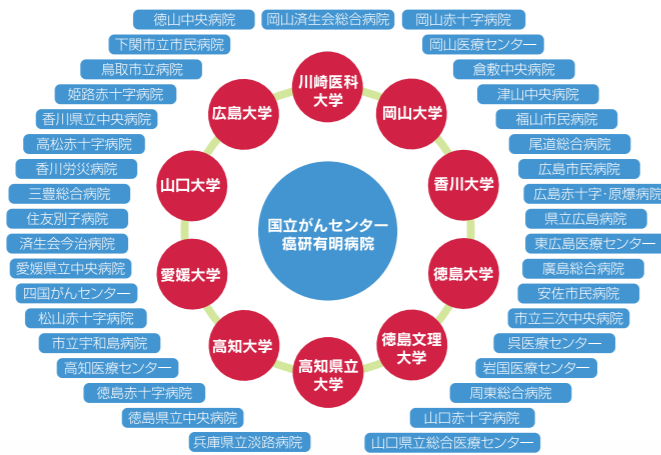 徳山中央病院
岡山済生会総合病院
岡山赤十字病院
下関市立市民病院
岡山医療センター
鳥取市立病院
倉敷中央病院
姫路赤十字病院
津山中央病院
香川県立中央病院
福山市民病院
高松赤十字病院
尾道総合病院
香川労災病院
広島市民病院
三豊総合病院
広島赤十字・原爆病院
住友別子病院
県立広島病院
済生会今治病院
東広島医療センター
愛媛県立中央病院
廣島総合病院
四国がんセンター
安佐市民病院
松山赤十字病院
市立三次中央病院
市立宇和島病院
呉医療センター
高知医療センター
岩国医療センター
徳島赤十字病院
周東総合病院
徳島県立中央病院
山口赤十字病院
兵庫県立淡路病院
山口県立総合医療センター
川崎医科
大学
広島大学
岡山大学
山口大学
香川大学
国立がんセンター
癌研有明病院
愛媛大学
徳島大学
高知大学
徳島文理
大学
高知県立
大学